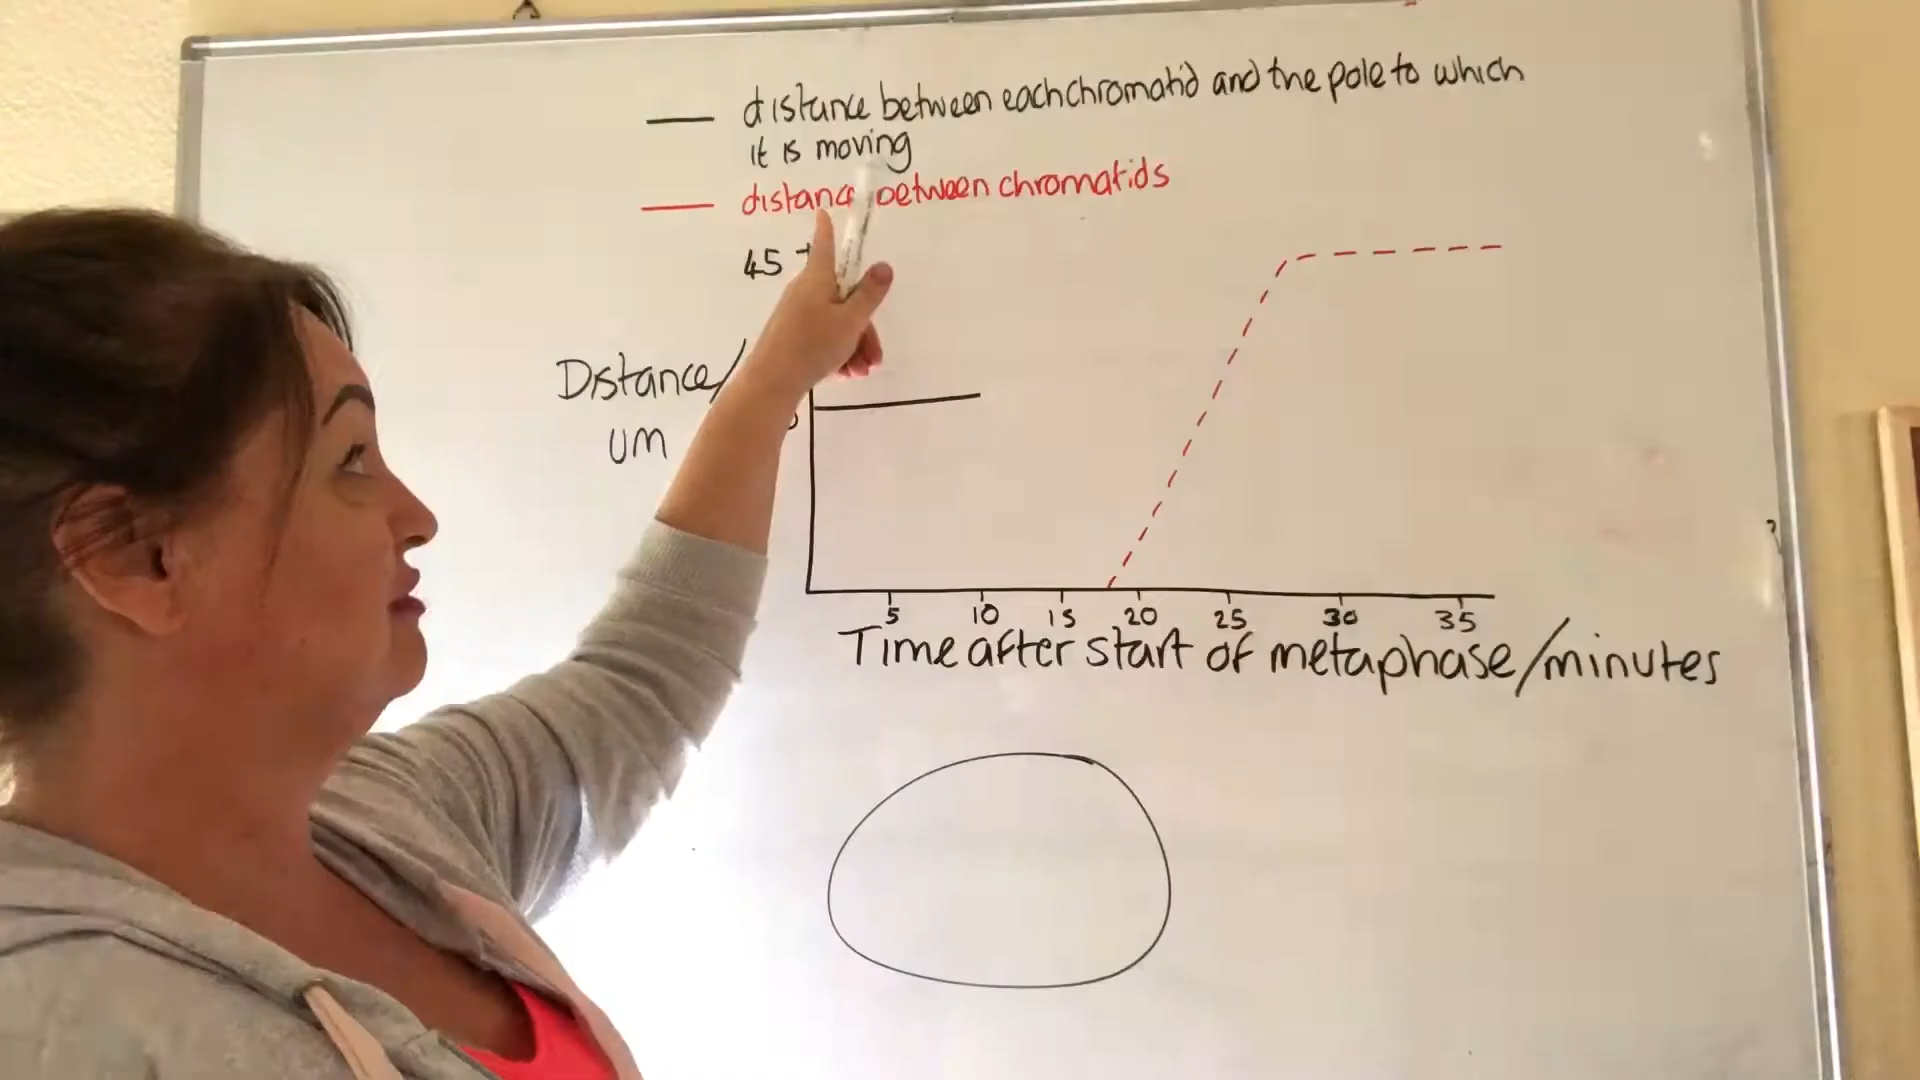 distance between each chromatid and the pole to which
it is moving
distance between chromatids
45
Distance/
um
5 10 15 20 25 30 35
Time after start of metaphase/minutes